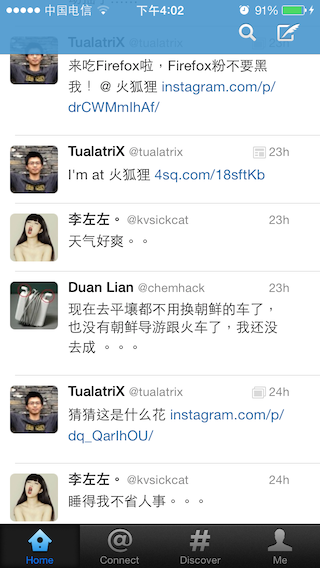 中国电信 下午4:02 91%
TualatriX @tualatrix
来吃Firefox啦，Firefox粉不要黑
我！ @ 火狐狸 instagram.com/p/
drCWMmIhAf/
TualatriX @tualatrix 23h
I'm at 火狐狸 4sq.com/18sftKb
李左左。 @kvsickcat 23h
天气好爽。。
Duan Lian @chemhack 23h
现在去平壤都不用换朝鲜的车了，
也没有朝鲜导游跟火车了，我还没
去成 。。。
TualatriX @tualatrix 24h
猜猜这是什么花 instagram.com/p/
dq_QarIhOU/
李左左。 @kvsickcat 24h
睡得我不省人事。。。
Home Connect Discover Me